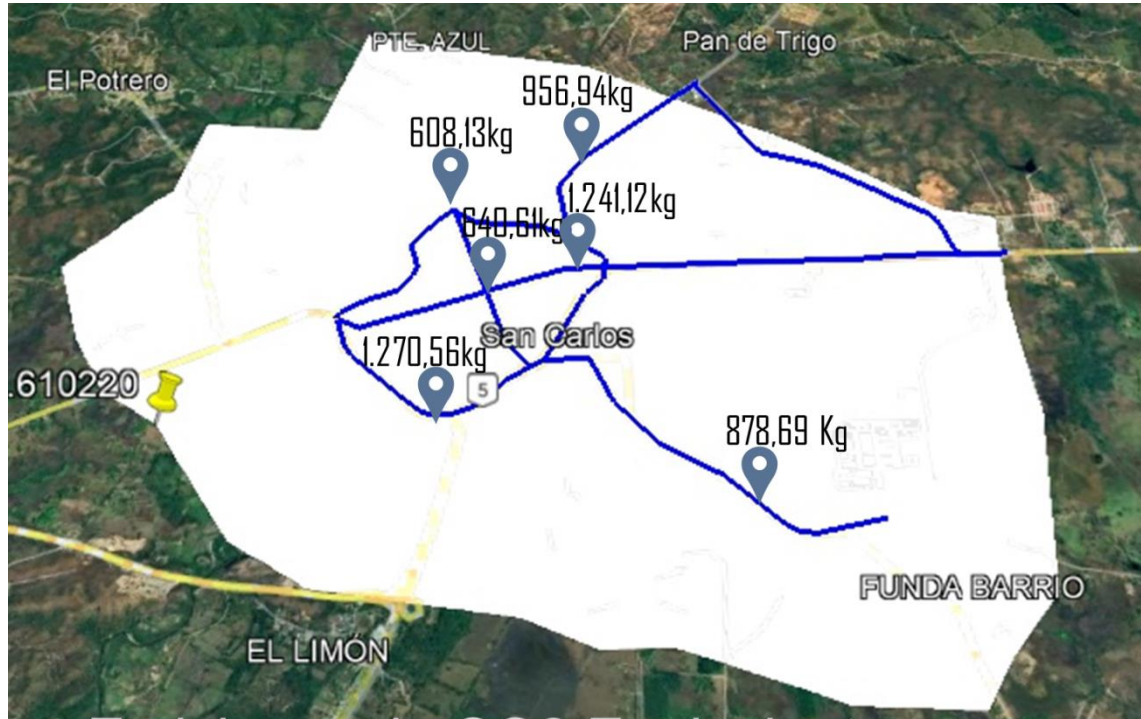 PTE. AZUL
Pan de Trigo
El Potrero
956,94kg
608,13kg
1.241,12kg
640,61kg
San Carlos
1.270,56kg
.610220
5
878,69 Kg
FUNDA BARRIO
EL LIMÓN